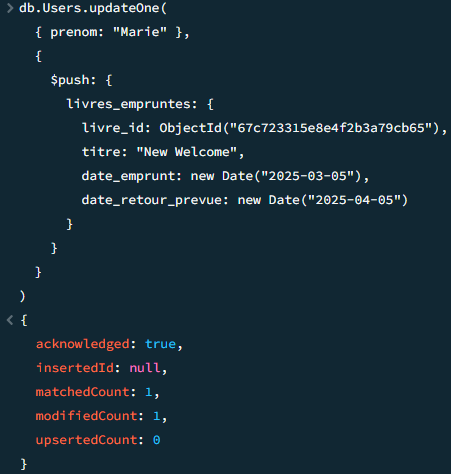 > db.Users.updateOne(
{ prenom: "Marie" },
{
$push: {
livres_empruntes: {
livre_id: ObjectId("67c723315e8e4f2b3a79cb65"),
titre: "New Welcome",
date_emprunt: new Date("2025-03-05"),
date_retour_prevue: new Date("2025-04-05")
}
}
}
)
< {
acknowledged: true,
insertedId: null,
matchedCount: 1,
modifiedCount: 1,
upsertedCount: 0
}